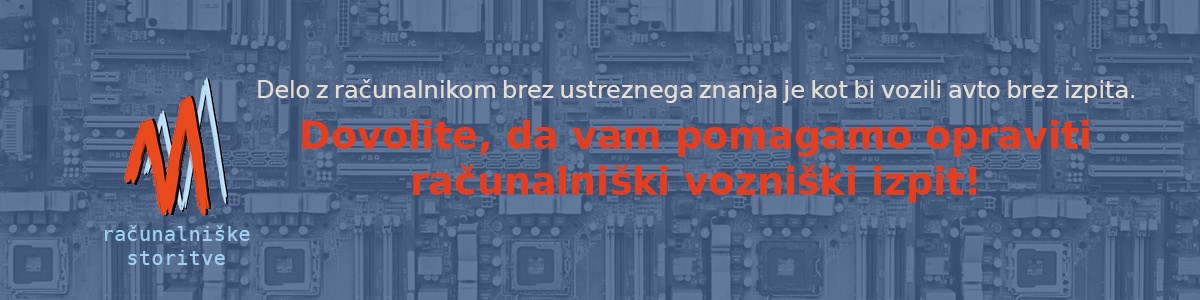 Delo z računalnikom brez ustreznega znanja je kot bi vozili avto brez izpita.
Dovolite, da vam pomagamo opraviti
računalniški vozniški izpit!
računalniške
storitve